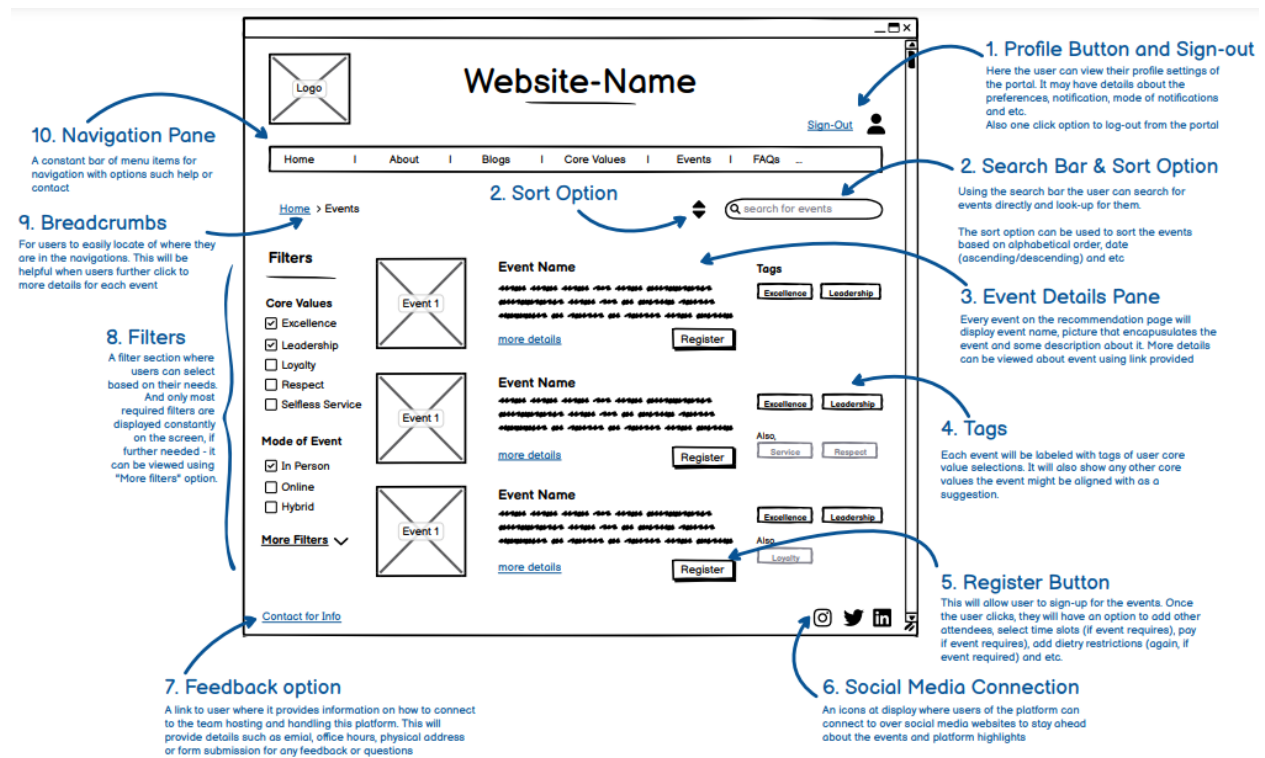 Website-Name
Logo
Sign-Out
Home I About I Blogs I Core Values I Events I FAQs ...
Home > Events
search for events
Filters
Core Values
Excellence
Leadership
Loyalty
Respect
Selfless Service
Mode of Event
In Person
Online
Hybrid
More Filters
Event 1
Event Name
more details
Register
Tags
Excellence Leadership
Event 1
Event Name
more details
Register
Excellence Leadership
Also,
Service Respect
Event 1
Event Name
more details
Register
Excellence Leadership
Also,
Loyalty
Contact for Info
1. Profile Button and Sign-out
Here the user can view their profile settings of
the portal. It may have details about the
preferences, notification, mode of notifications
and etc.
Also one click option to log-out from the portal
2. Search Bar & Sort Option
Using the search bar the user can search for
events directly and look-up for them.
The sort option can be used to sort the events
based on alphabetical order, date
(ascending/descending) and etc
2. Sort Option
3. Event Details Pane
Every event on the recommendation page will
display event name, picture that encapusulates the
event and some description about it. More details
can be viewed about event using link provided
4. Tags
Each event will be labeled with tags of user core
value selections. It will also show any other core
values the event might be aligned with as a
suggestion.
5. Register Button
This will allow user to sign-up for the events. Once
the user clicks, they will have an option to add other
attendees, select time slots (if event requires), pay
if event requires), add dietry restrictions (again, if
event required) and etc.
6. Social Media Connection
An icons at display where users of the platform can
connect to over social media websites to stay ahead
about the events and platform highlights
7. Feedback option
A link to user where it provides information on how to connect
to the team hosting and handling this platform. This will
provide details such as emial, office hours, physical address
or form submission for any feedback or questions
8. Filters
A filter section where
users can select
based on their needs.
And only most
required filters are
displayed constantly
on the screen, if
further needed - it
can be viewed using
"More filters" option.
9. Breadcrumbs
For users to easily locate of where they
are in the navigations. This will be
helpful when users further click to
more details for each event
10. Navigation Pane
A constant bar of menu items for
navigation with options such help or
contact